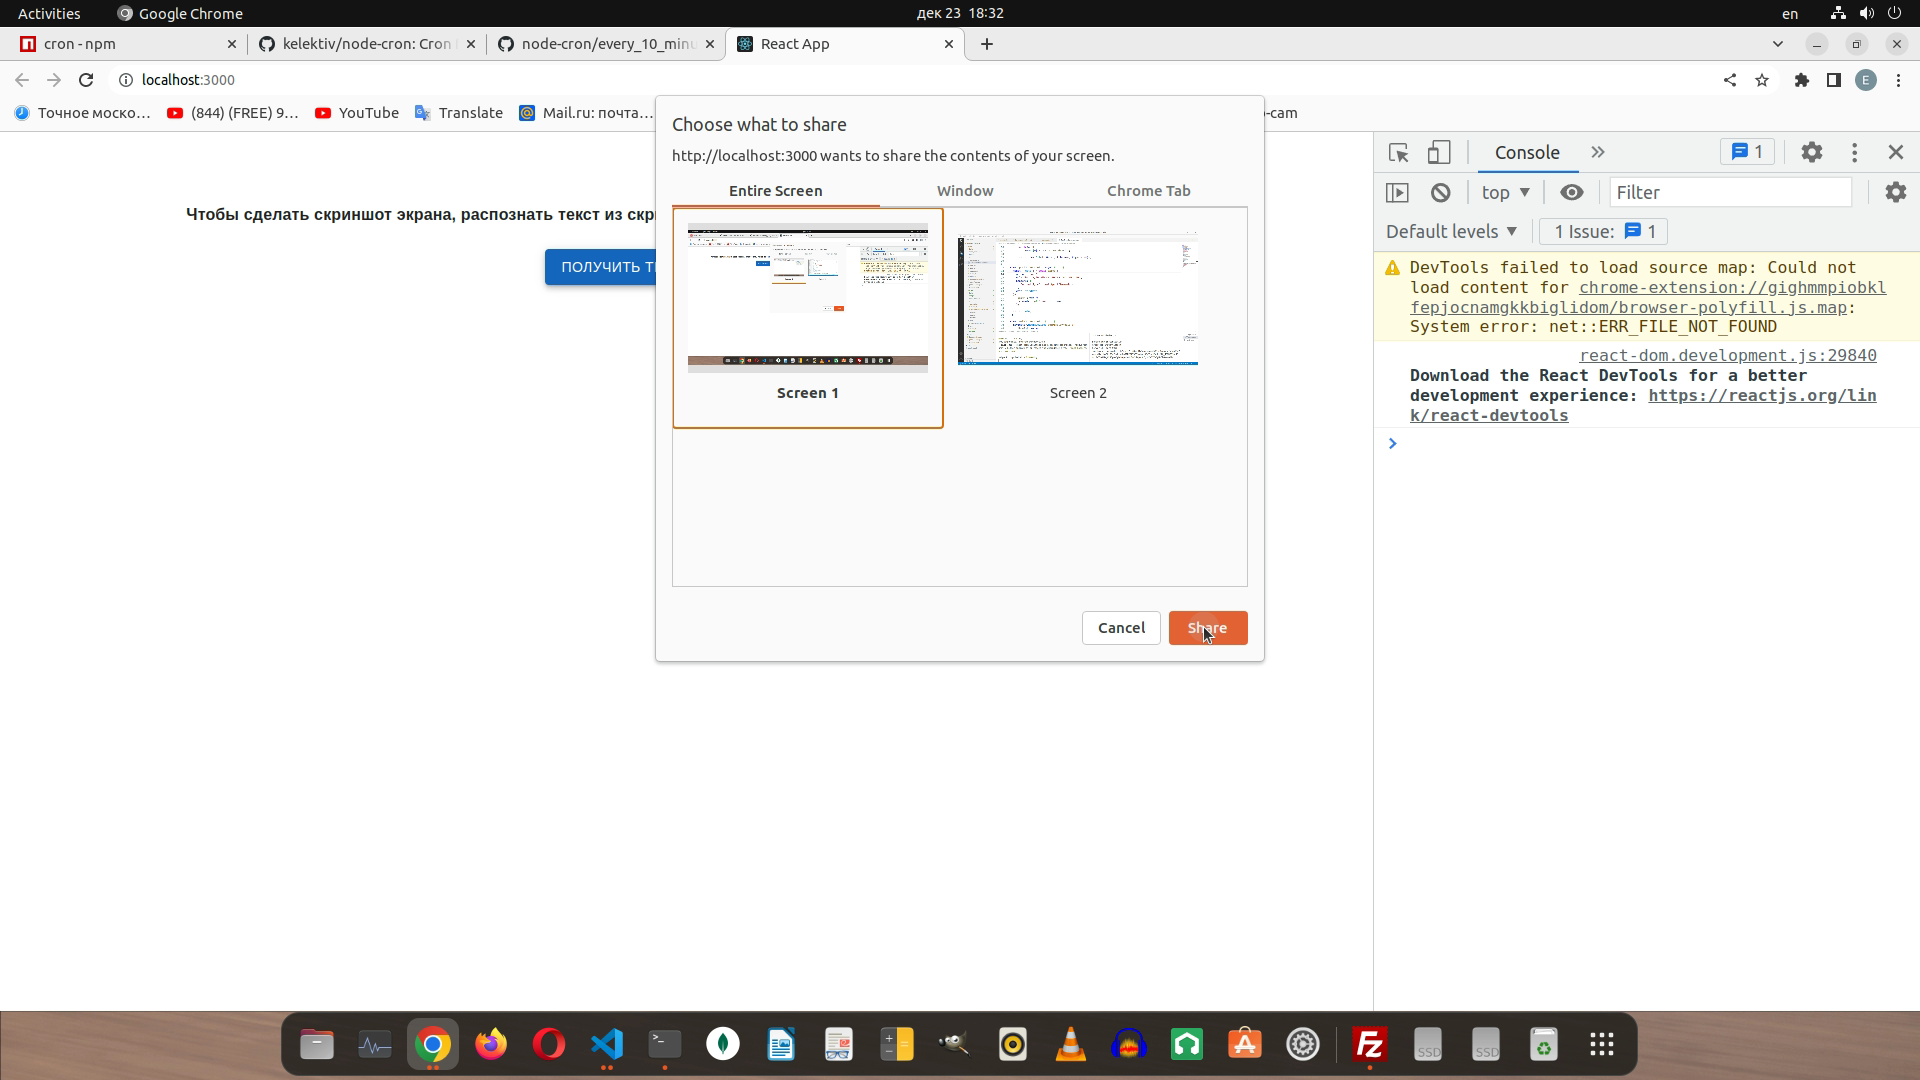 Activities
Google Chrome
дек 23 18:32
en
cron - npm
kelektiv/node-cron: Cron
node-cron/every_10_minu
React App
localhost:3000
E
Точное моско...
(844) (FREE) 9...
YouTube
Translate
Mail.ru: почта...
-cam
Чтобы сделать скриншот экрана, распознать текст из скр
ПОЛУЧИТЬ Т
Choose what to share
http://localhost:3000 wants to share the contents of your screen.
Entire Screen
Window
Chrome Tab
Screen 1
Screen 2
Cancel
Share
Console
1
top
Filter
Default levels
1 Issue:
1
DevTools failed to load source map: Could not
load content for chrome-extension://gighmmpiobkl
fepjocnamgkkbiglidom/browser-polyfill.js.map:
System error: net::ERR_FILE_NOT_FOUND
react-dom.development.js:29840
Download the React DevTools for a better
development experience: https://reactjs.org/lin
k/react-devtools
SSD
SSD